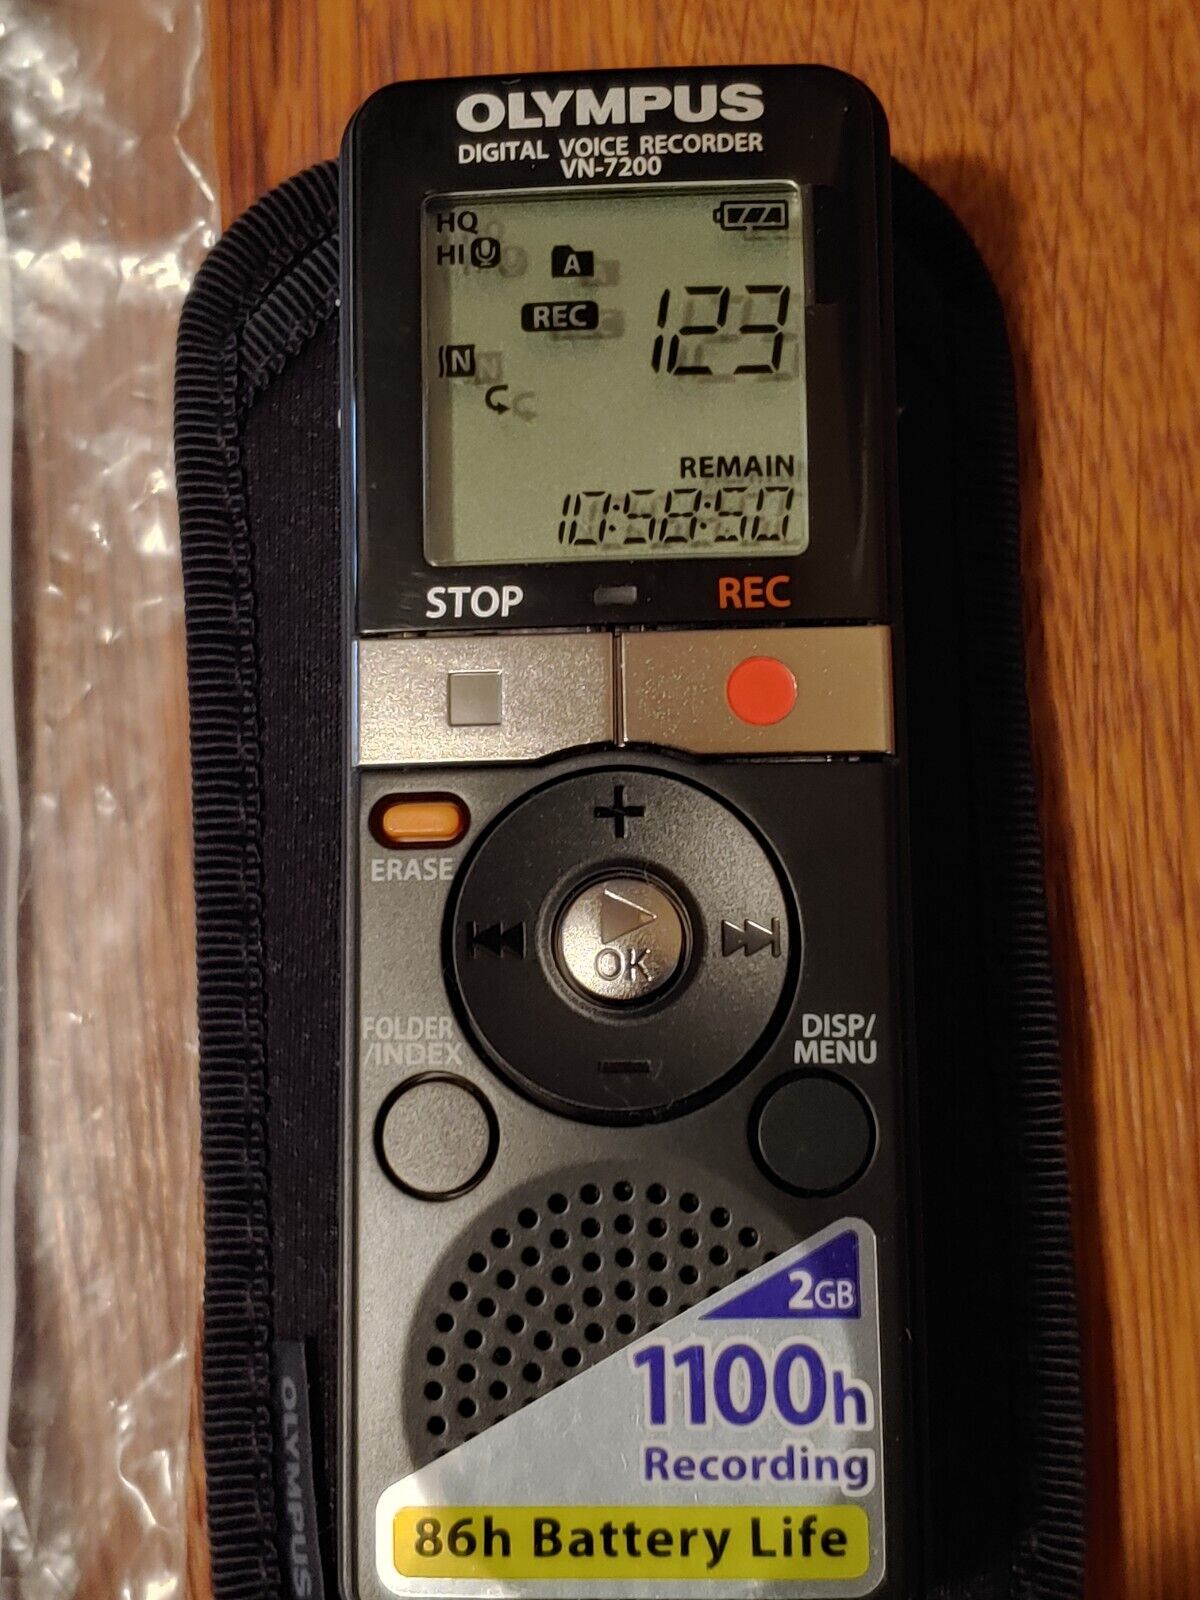 OLYMPUS
DIGITAL VOICE RECORDER
VN-7200
HQ
HI
A
REC 123
N
REMAIN
10:58:50
STOP REC
ERASE
OK
FOLDER
/INDEX
DISP/
MENU
2GB
1100h
Recording
86h Battery Life
OLYMPUS